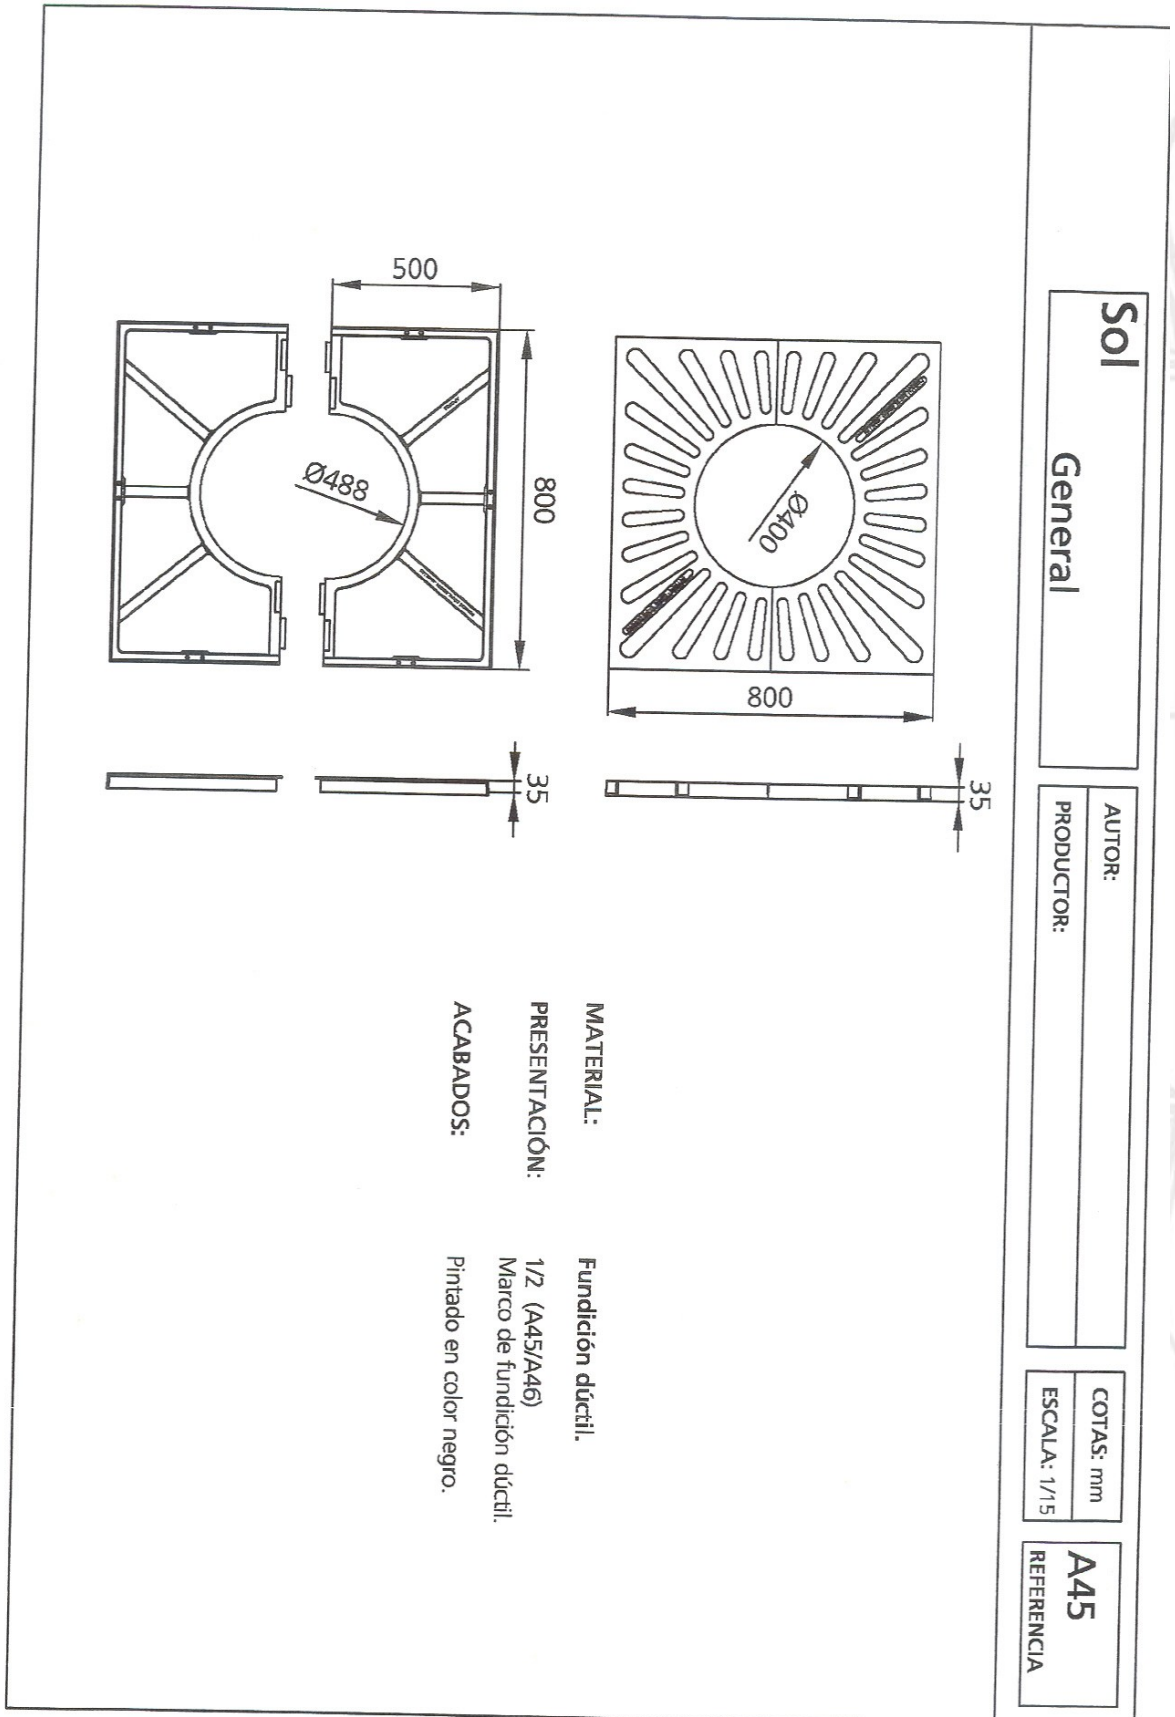 Sol
General
AUTOR:
PRODUCTOR:
COTAS: mm
ESCALA: 1/15
A45
REFERENCIA
35
800
Ø400
35
800
500
Ø488
MATERIAL:
Fundición dúctil.
PRESENTACIÓN:
1/2 (A45/A46)
Marco de fundición dúctil.
ACABADOS:
Pintado en color negro.